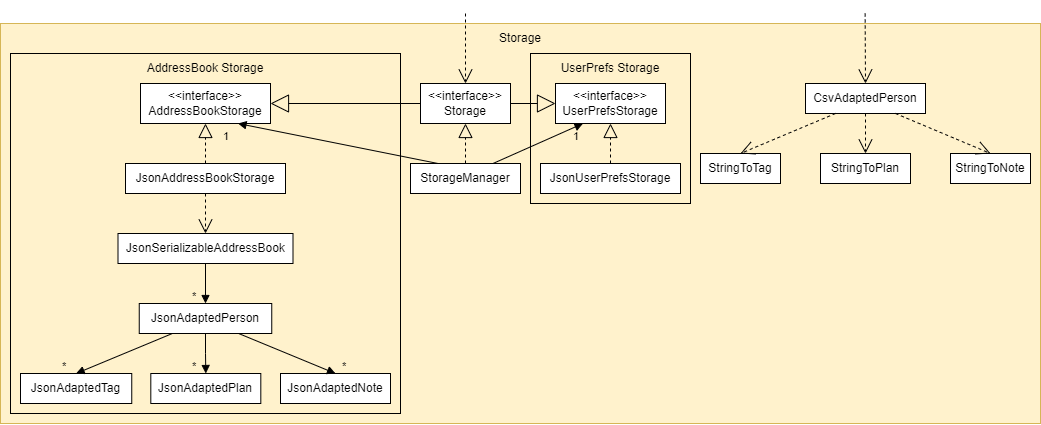 Storage
AddressBook Storage
UserPrefs Storage
<<interface>>
AddressBookStorage
<<interface>>
Storage
<<interface>>
UserPrefsStorage
CsvAdaptedPerson
1
1
JsonAddressBookStorage
StorageManager
JsonUserPrefsStorage
StringToTag
StringToPlan
StringToNote
JsonSerializableAddressBook
*
JsonAdaptedPerson
*
*
*
JsonAdaptedTag
JsonAdaptedPlan
JsonAdaptedNote